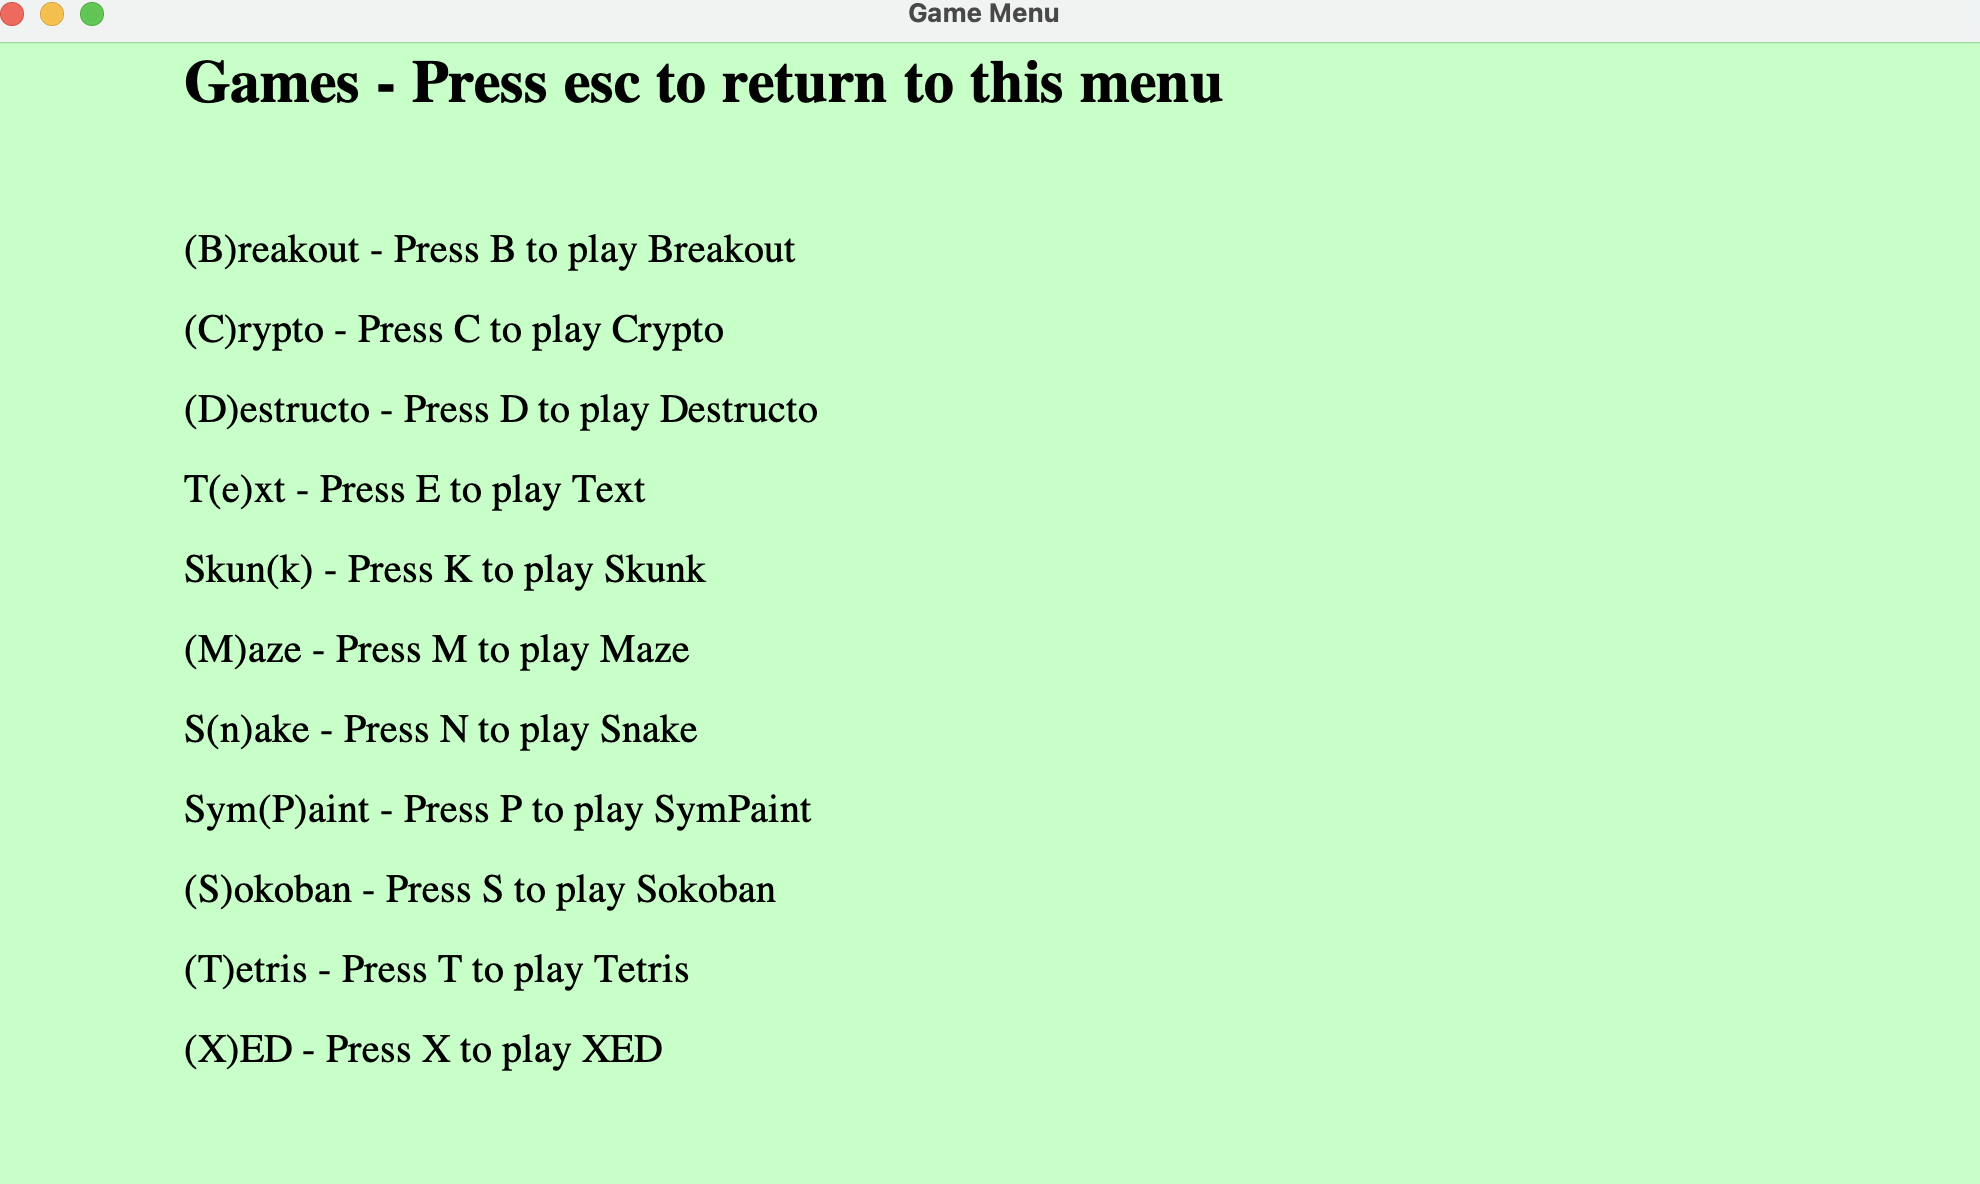 Game Menu
Games - Press esc to return to this menu
(B)reakout - Press B to play Breakout
(C)rypto - Press C to play Crypto
(D)estructo - Press D to play Destructo
T(e)xt - Press E to play Text
Skun(k) - Press K to play Skunk
(M)aze - Press M to play Maze
S(n)ake - Press N to play Snake
Sym(P)aint - Press P to play SymPaint
(S)okoban - Press S to play Sokoban
(T)etris - Press T to play Tetris
(X)ED - Press X to play XED